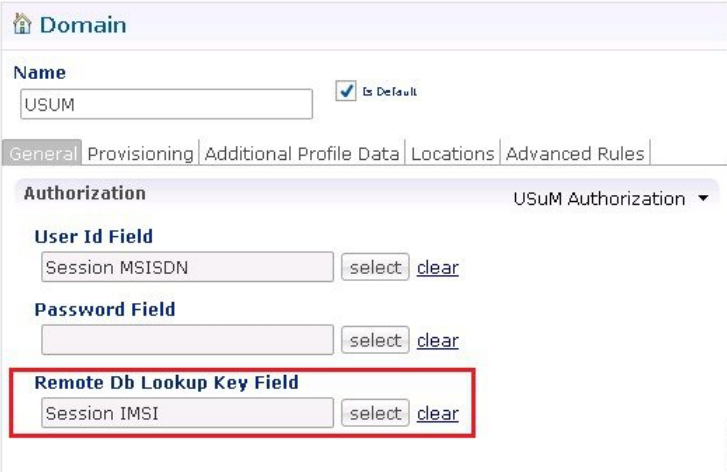 Domain
Name
USUM
Is Default
General Provisioning Additional Profile Data Locations Advanced Rules
Authorization
USuM Authorization
User Id Field
Session MSISDN select clear
Password Field
select clear
Remote Db Lookup Key Field
Session IMSI select clear